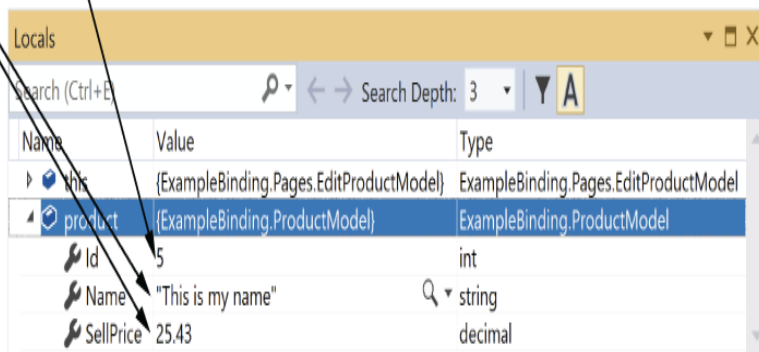 Locals
Search (Ctrl+E) Search Depth: 3 A
Name Value Type
this {ExampleBinding.Pages.EditProductModel} ExampleBinding.Pages.EditProductModel
product {ExampleBinding.ProductModel} ExampleBinding.ProductModel
Id 5 int
Name "This is my name" string
SellPrice 25.43 decimal